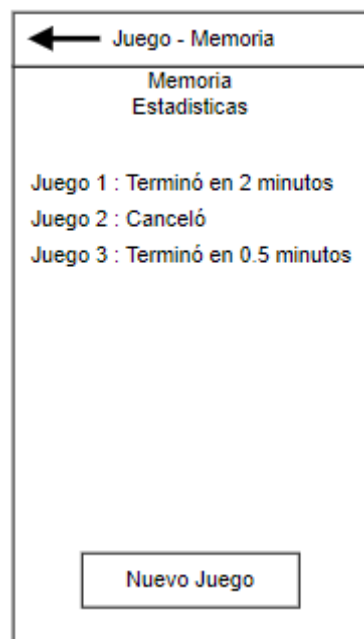 Juego - Memoria
Memoria
Estadisticas
Juego 1 : Terminó en 2 minutos
Juego 2 : Canceló
Juego 3 : Terminó en 0.5 minutos
Nuevo Juego